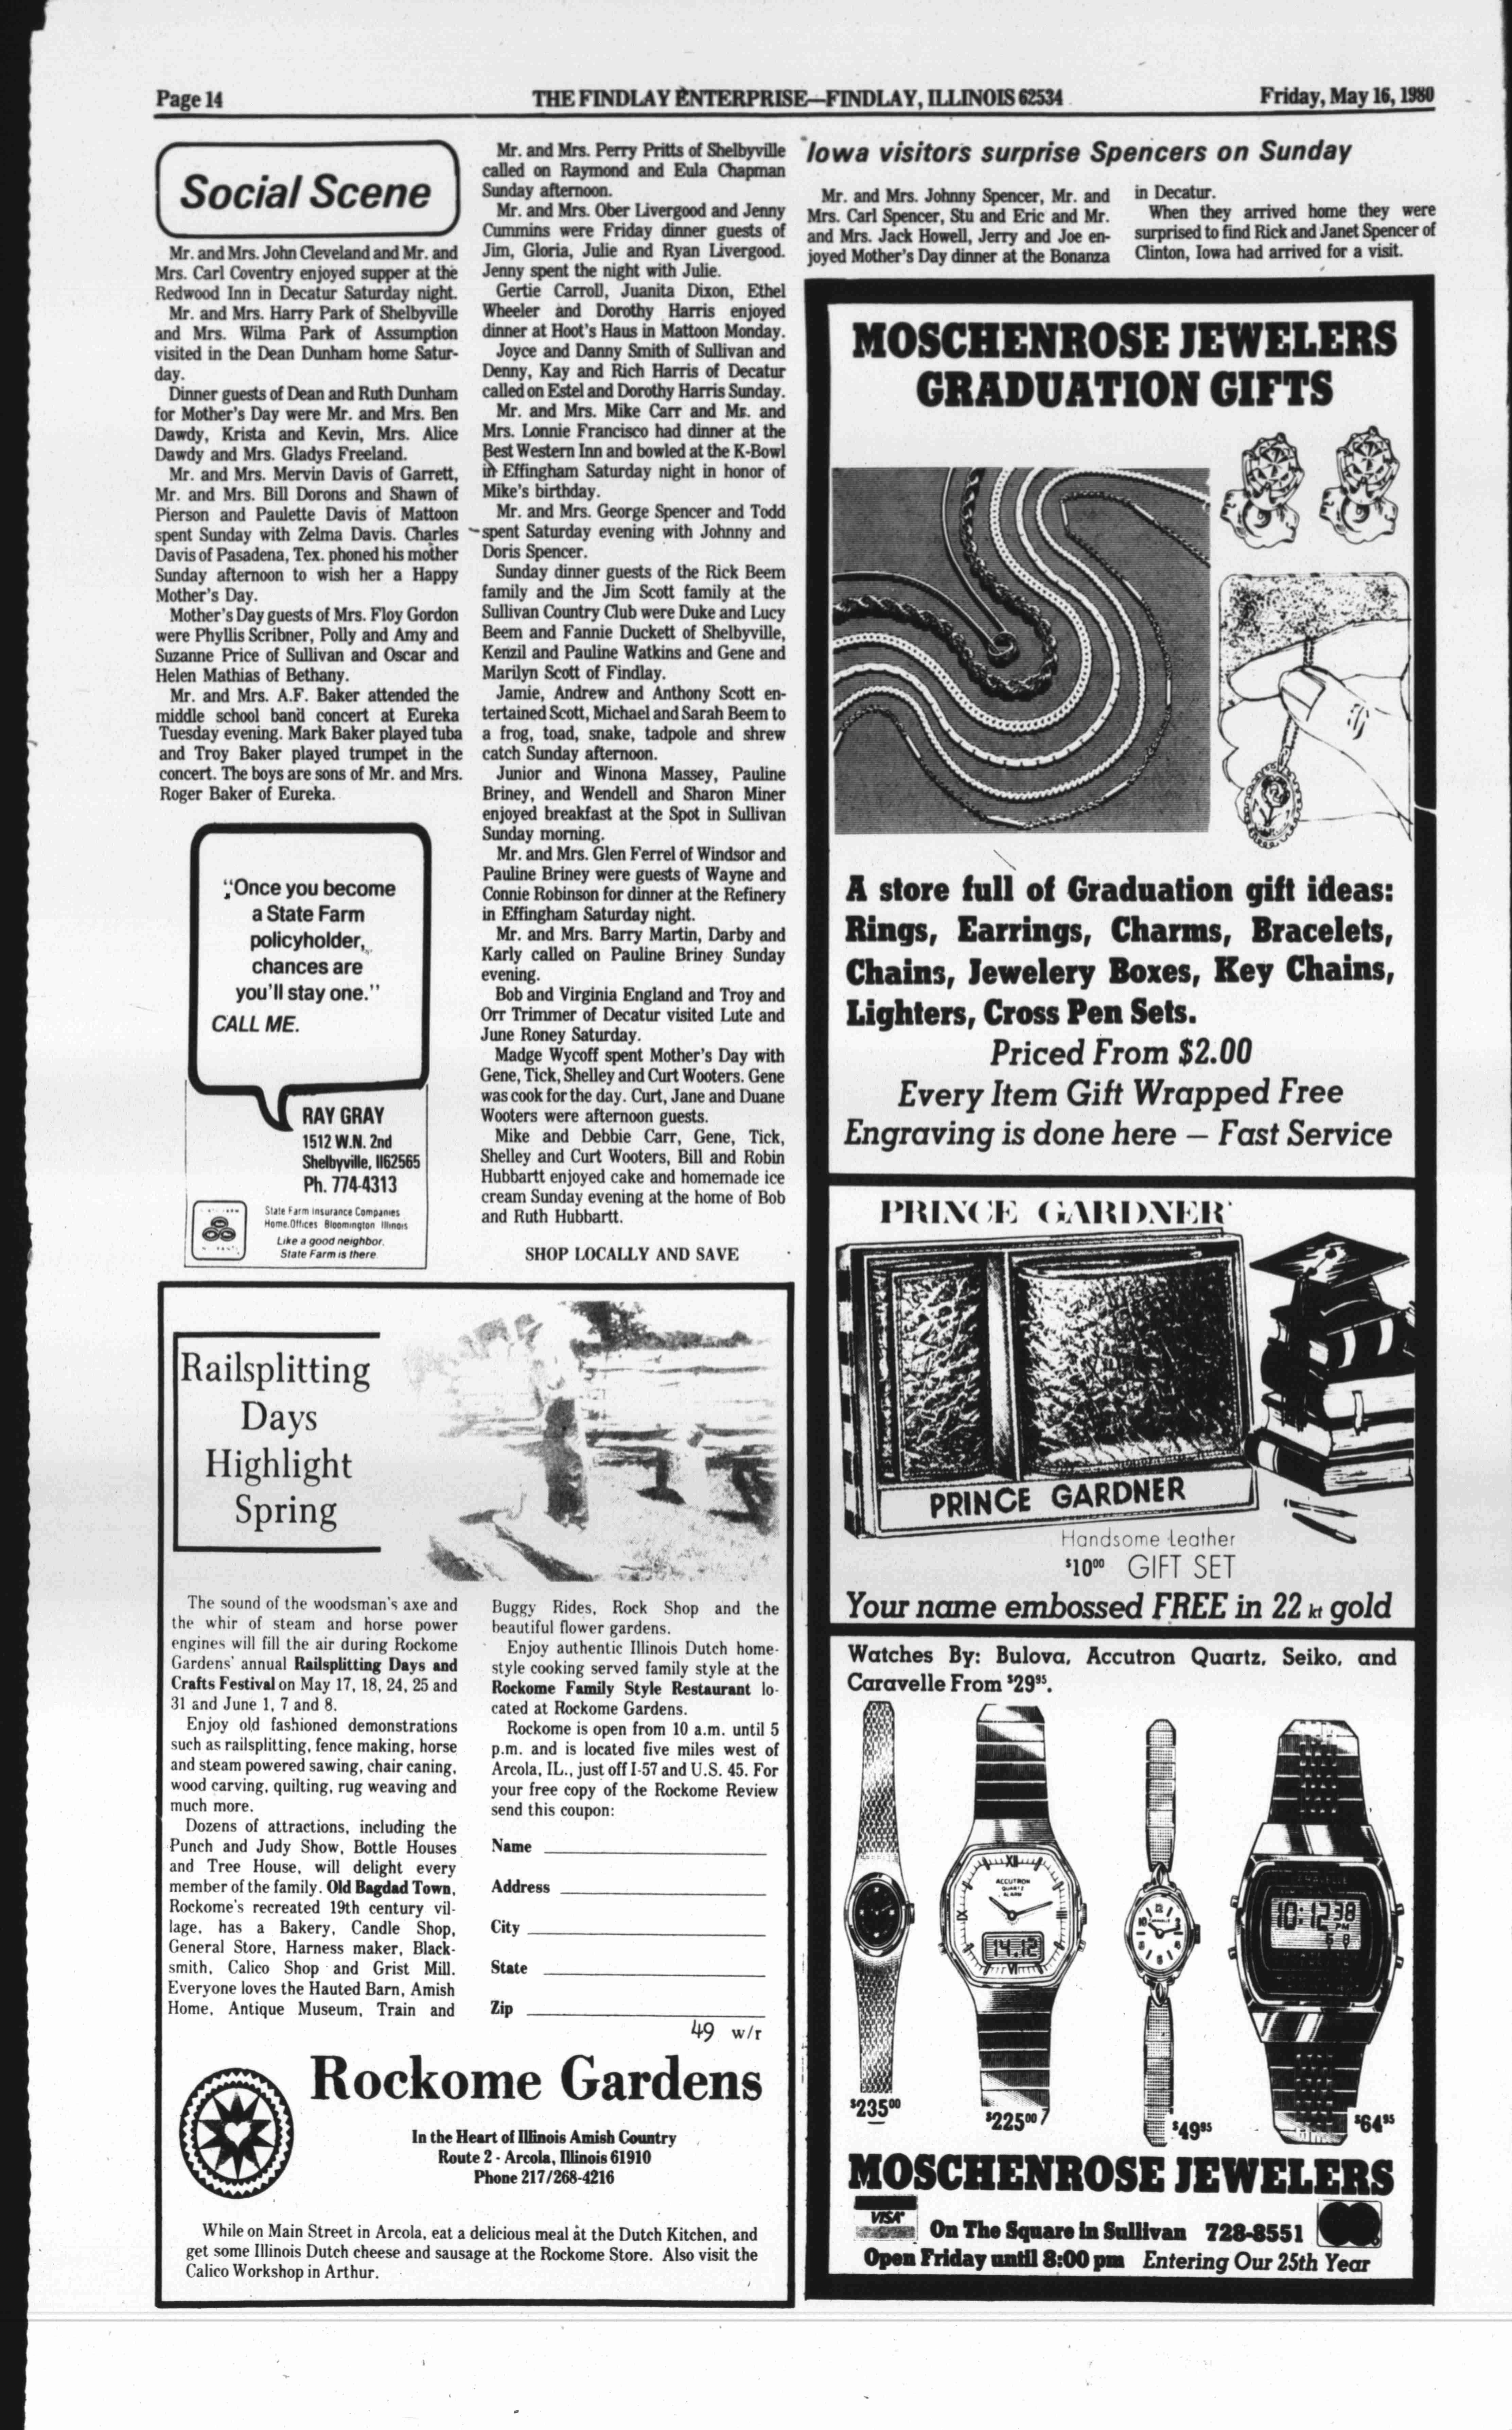 Page 14
THE FINDLAY ENTERPRISE—FINDLAY, ILLINOIS 62534
Friday, May 16, 1980
Social Scene
Mr. and Mrs. John Cleveland and Mr. and
Mrs. Carl Coventry enjoyed supper at the
Redwood Inn in Decatur Saturday night.
Mr. and Mrs. Harry Park of Shelbyville
and Mrs. Wilma Park of Assumption
visited in the Dean Dunham home Satur-
day.
Dinner guests of Dean and Ruth Dunham
for Mother's Day were Mr. and Mrs. Ben
Dawdy, Krista and Kevin, Mrs. Alice
Dawdy and Mrs. Gladys Freeland.
Mr. and Mrs. Mervin Davis of Garrett,
Mr. and Mrs. Bill Dorons and Shawn of
Pierson and Paulette Davis of Mattoon
spent Sunday with Zelma Davis. Charles
Davis of Pasadena, Tex. phoned his mother
Sunday afternoon to wish her a Happy
Mother's Day.
Mother's Day guests of Mrs. Floy Gordon
were Phyllis Scribner, Polly and Amy and
Suzanne Price of Sullivan and Oscar and
Helen Mathias of Bethany.
Mr. and Mrs. A.F. Baker attended the
middle school band concert at Eureka
Tuesday evening. Mark Baker played tuba
and Troy Baker played trumpet in the
concert. The boys are sons of Mr. and Mrs.
Roger Baker of Eureka.
"Once you become
a State Farm
policyholder,
chances are
you'll stay one."
CALL ME.
RAY GRAY
1512 W.N. 2nd
Shelbyville, Il62565
Ph. 774-4313
State Farm Insurance Companies
Home Offices Bloomington Illinois
Like a good neighbor,
State Farm is there
Mr. and Mrs. Perry Pritts of Shelbyville
called on Raymond and Eula Chapman
Sunday afternoon.
Mr. and Mrs. Ober Livergood and Jenny
Cummins were Friday dinner guests of
Jim, Gloria, Julie and Ryan Livergood.
Jenny spent the night with Julie.
Gertie Carroll, Juanita Dixon, Ethel
Wheeler and Dorothy Harris enjoyed
dinner at Hoot's Haus in Mattoon Monday.
Joyce and Danny Smith of Sullivan and
Denny, Kay and Rich Harris of Decatur
called on Estel and Dorothy Harris Sunday.
Mr. and Mrs. Mike Carr and Mr. and
Mrs. Lonnie Francisco had dinner at the
Best Western Inn and bowled at the K-Bowl
in Effingham Saturday night in honor of
Mike's birthday.
Mr. and Mrs. George Spencer and Todd
spent Saturday evening with Johnny and
Doris Spencer.
Sunday dinner guests of the Rick Beem
family and the Jim Scott family at the
Sullivan Country Club were Duke and Lucy
Beem and Fannie Duckett of Shelbyville,
Kenzil and Pauline Watkins and Gene and
Marilyn Scott of Findlay.
Jamie, Andrew and Anthony Scott en-
tertained Scott, Michael and Sarah Beem to
a frog, toad, snake, tadpole and shrew
catch Sunday afternoon.
Junior and Winona Massey, Pauline
Briney, and Wendell and Sharon Miner
enjoyed breakfast at the Spot in Sullivan
Sunday morning.
Mr. and Mrs. Glen Ferrel of Windsor and
Pauline Briney were guests of Wayne and
Connie Robinson for dinner at the Refinery
in Effingham Saturday night.
Mr. and Mrs. Barry Martin, Darby and
Karly called on Pauline Briney Sunday
evening.
Bob and Virginia England and Troy and
Orr Trimmer of Decatur visited Lute and
June Roney Saturday.
Madge Wycoff spent Mother's Day with
Gene, Tick, Shelley and Curt Wooters. Gene
was cook for the day. Curt, Jane and Duane
Wooters were afternoon guests.
Mike and Debbie Carr, Gene, Tick,
Shelley and Curt Wooters, Bill and Robin
Hubbartt enjoyed cake and homemade ice
cream Sunday evening at the home of Bob
and Ruth Hubbartt.
SHOP LOCALLY AND SAVE
Iowa visitors surprise Spencers on Sunday
Mr. and Mrs. Johnny Spencer, Mr. and
Mrs. Carl Spencer, Stu and Eric and Mr.
and Mrs. Jack Howell, Jerry and Joe en-
joyed Mother's Day dinner at the Bonanza
in Decatur.
When they arrived home they were
surprised to find Rick and Janet Spencer of
Clinton, Iowa had arrived for a visit.
Railsplitting
Days
Highlight
Spring
The sound of the woodsman's axe and
the whir of steam and horse power
engines will fill the air during Rockome
Gardens' annual Railsplitting Days and
Crafts Festival on May 17, 18, 24, 25 and
31 and June 1, 7 and 8.
Enjoy old fashioned demonstrations
such as railsplitting, fence making, horse
and steam powered sawing, chair caning,
wood carving, quilting, rug weaving and
much more.
Dozens of attractions, including the
Punch and Judy Show, Bottle Houses
and Tree House, will delight every
member of the family. Old Bagdad Town,
Rockome's recreated 19th century vil-
lage, has a Bakery, Candle Shop,
General Store, Harness maker, Black-
smith, Calico Shop and Grist Mill.
Everyone loves the Hauted Barn, Amish
Home, Antique Museum, Train and
Buggy Rides, Rock Shop and the
beautiful flower gardens.
Enjoy authentic Illinois Dutch home-
style cooking served family style at the
Rockome Family Style Restaurant lo-
cated at Rockome Gardens.
Rockome is open from 10 a.m. until 5
p.m. and is located five miles west of
Arcola, IL., just off I-57 and U.S. 45. For
your free copy of the Rockome Review
send this coupon:
Name
Address
City
State
Zip
49 w/r
Rockome Gardens
In the Heart of Illinois Amish Country
Route 2 - Arcola, Illinois 61910
Phone 217/268-4216
While on Main Street in Arcola, eat a delicious meal at the Dutch Kitchen, and
get some Illinois Dutch cheese and sausage at the Rockome Store. Also visit the
Calico Workshop in Arthur.
MOSCHENROSE JEWELERS
GRADUATION GIFTS
A store full of Graduation gift ideas:
Rings, Earrings, Charms, Bracelets,
Chains, Jewelery Boxes, Key Chains,
Lighters, Cross Pen Sets.
Priced From $2.00
Every Item Gift Wrapped Free
Engraving is done here — Fast Service
PRINCE GARDNER
PRINCE GARDNER
Handsome Leather
$10⁰⁰ GIFT SET
Your name embossed FREE in 22 kt gold
Watches By: Bulova, Accutron Quartz, Seiko, and
Caravelle From $29⁹⁵.
ACCUTRON
QUARTZ
ALARM
14.12
10:12 38
PM
6 8
$235⁰⁰
$225⁰⁰
$49⁹⁵
$64⁹⁵
MOSCHENROSE JEWELERS
VISA
On The Square in Sullivan 728-8551
Open Friday until 8:00 pm Entering Our 25th Year